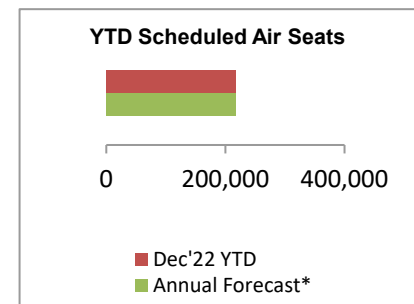 YTD Scheduled Air Seats
0 200,000 400,000
Dec'22 YTD
Annual Forecast*